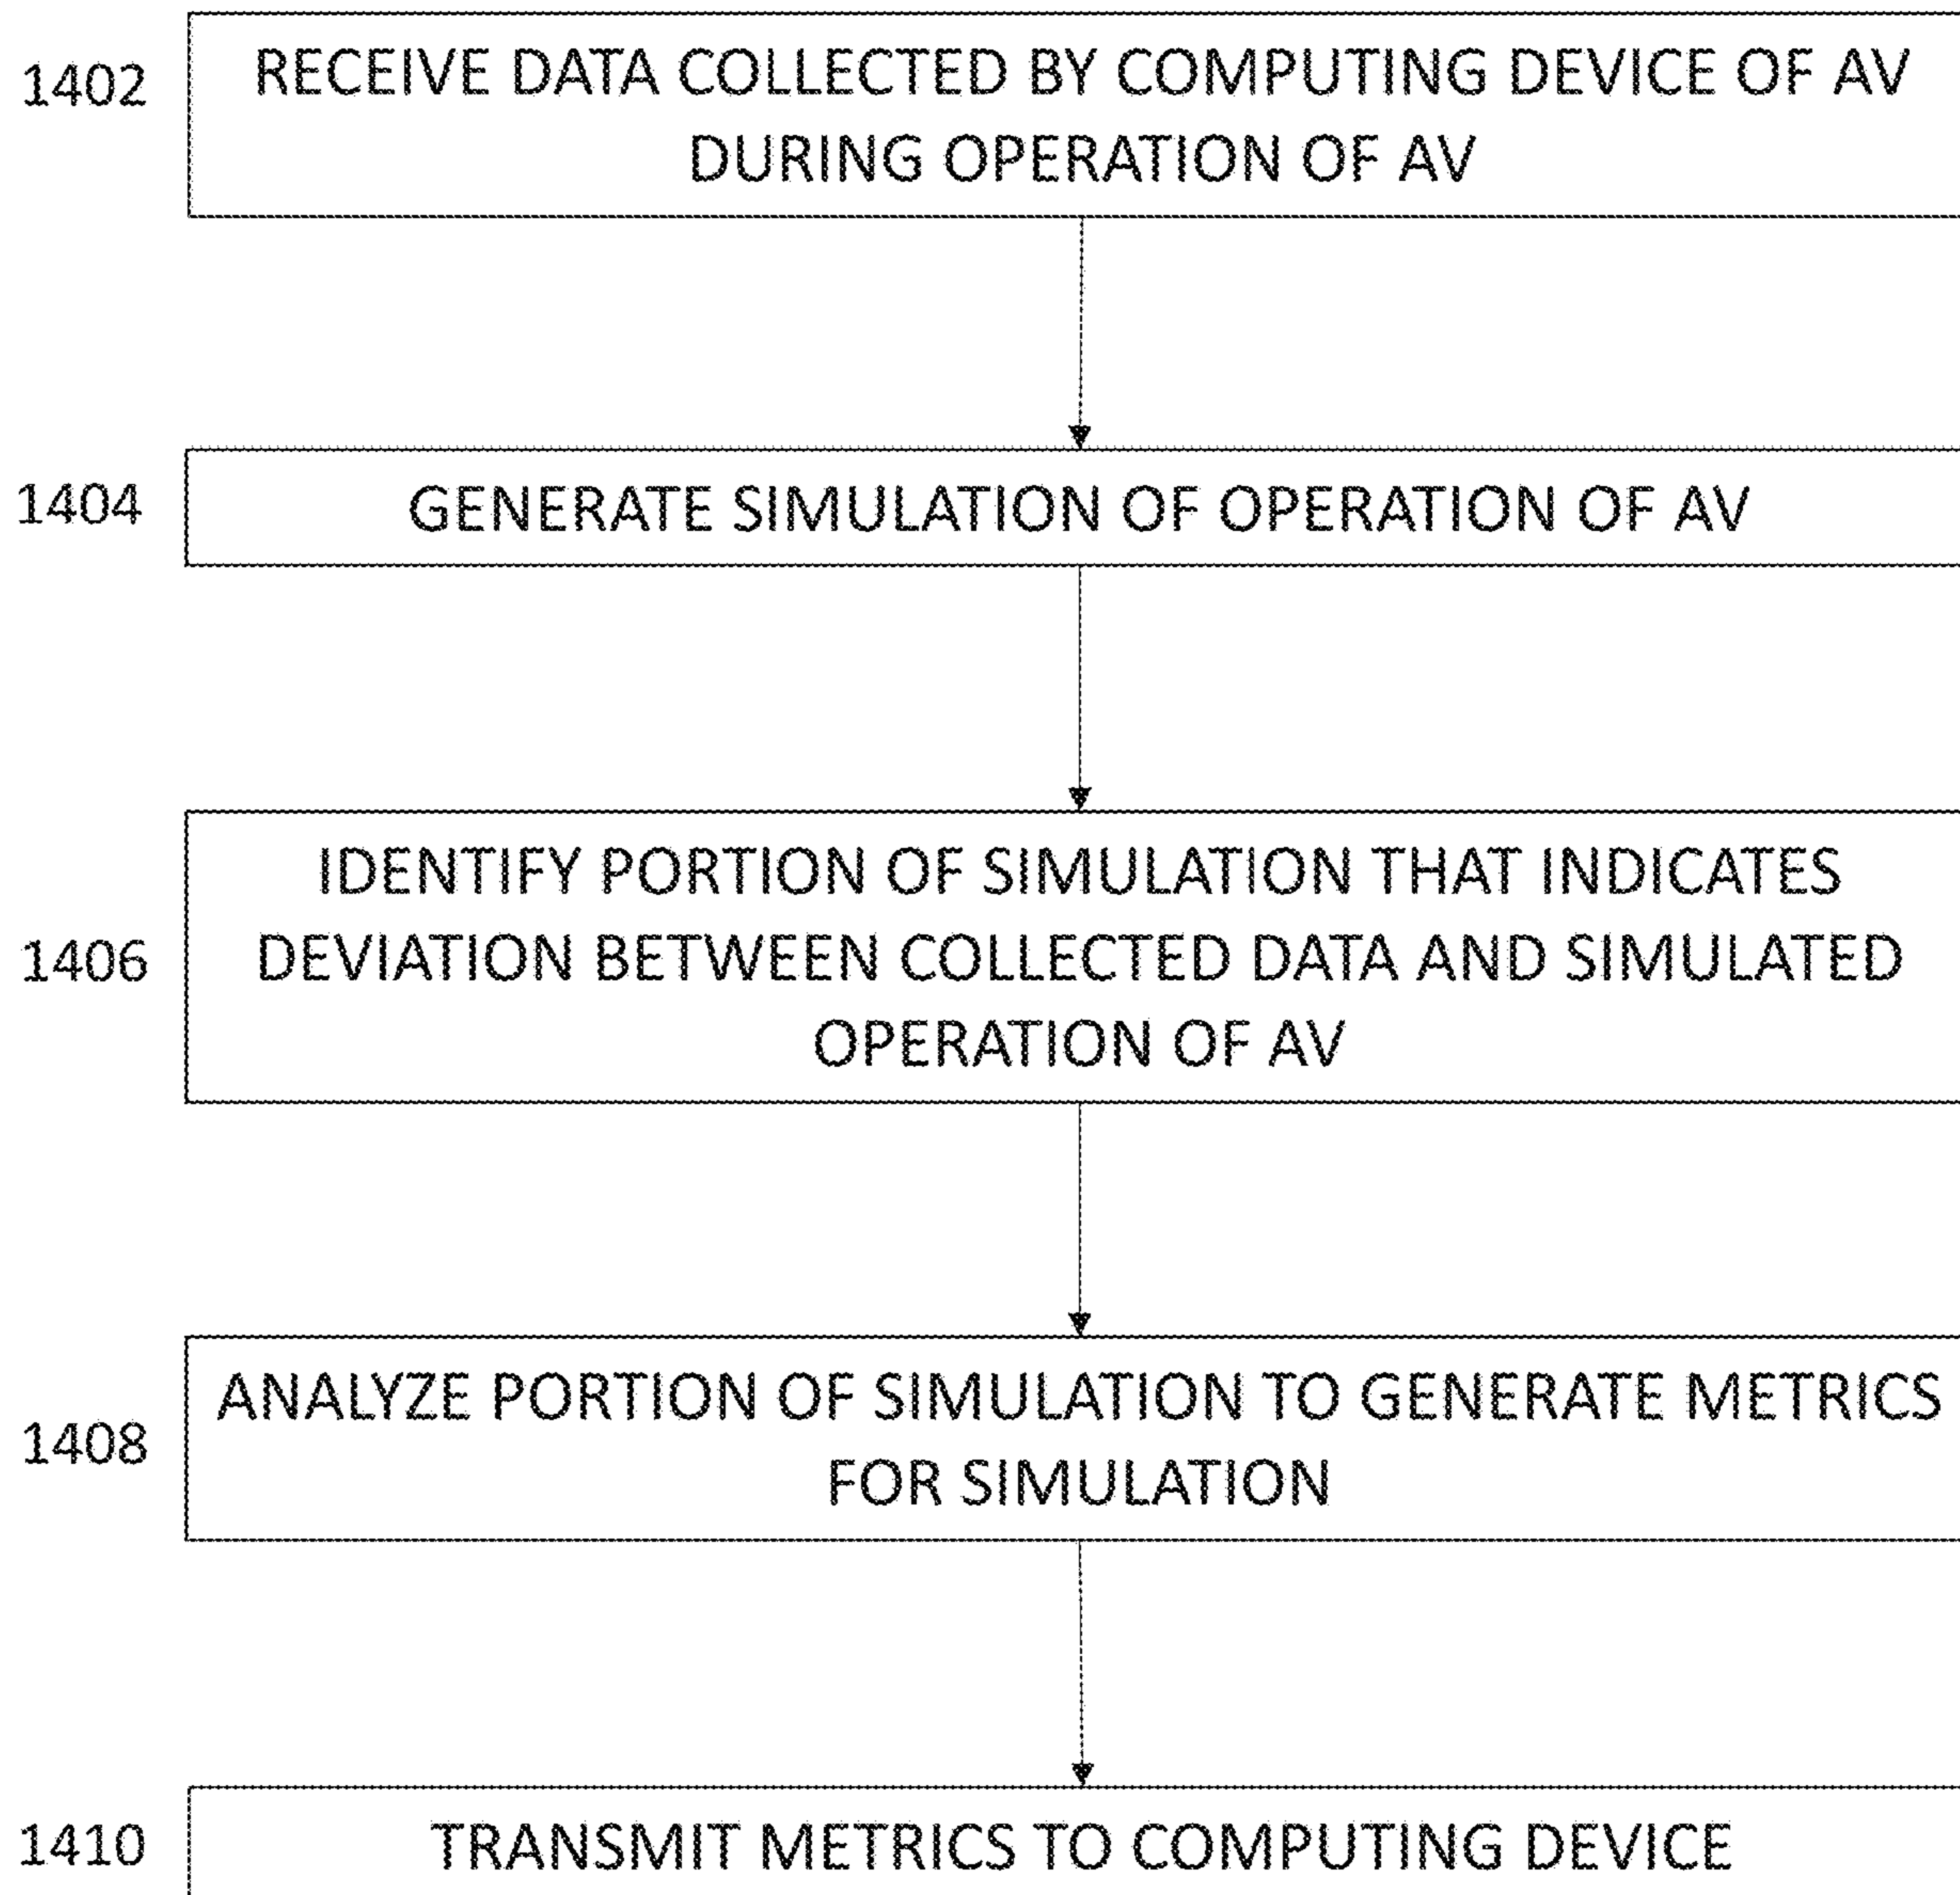 1402
RECEIVE DATA COLLECTED BY COMPUTING DEVICE OF AV
DURING OPERATION OF AV
1404
GENERATE SIMULATION OF OPERATION OF AV
IDENTIFY PORTION OF SIMULATION THAT INDICATES
1406
DEVIATION BETWEEN COLLECTED DATA AND SIMULATED
OPERATION OF AV
1408
ANALYZE PORTION OF SIMULATION TO GENERATE METRICS
FOR SIMULATION
1410
TRANSMIT METRICS TO COMPUTING DEVICE